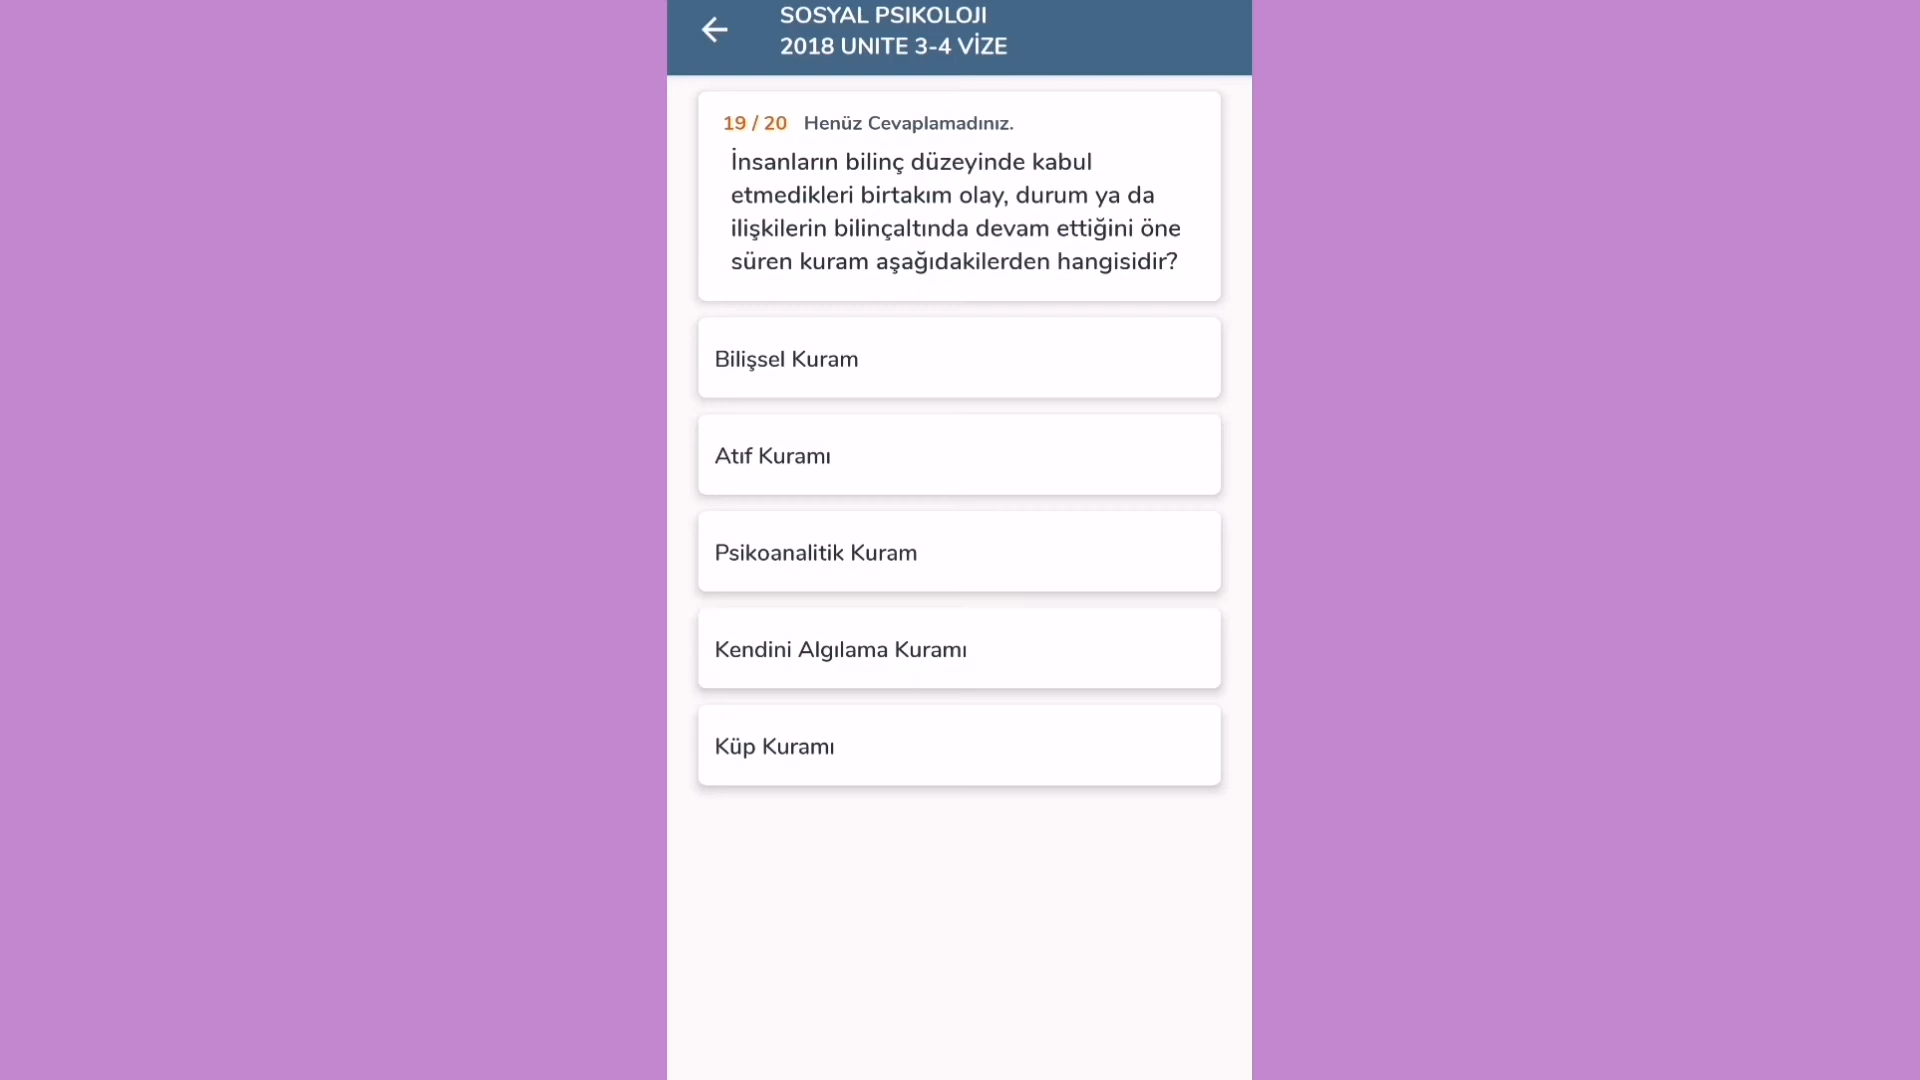 SOSYAL PSIKOLOJI
2018 UNITE 3-4 VİZE
19 / 20 Henüz Cevaplamadınız.
İnsanların bilinç düzeyinde kabul
etmedikleri birtakım olay, durum ya da
ilişkilerin bilinçaltında devam ettiğini öne
süren kuram aşağıdakilerden hangisidir?
Bilişsel Kuram
Atıf Kuramı
Psikoanalitik Kuram
Kendini Algılama Kuramı
Küp Kuramı